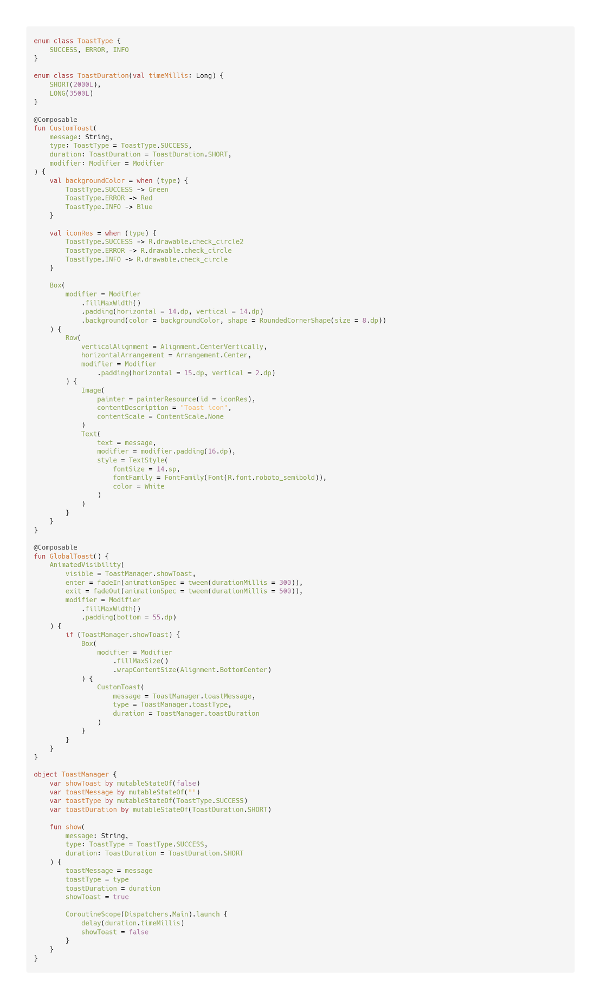 enum class ToastType {
    SUCCESS, ERROR, INFO
}

enum class ToastDuration(val timeMillis: Long) {
    SHORT(2000L),
    LONG(3500L)
}

@Composable
fun CustomToast(
    message: String,
    type: ToastType = ToastType.SUCCESS,
    duration: ToastDuration = ToastDuration.SHORT,
    modifier: Modifier = Modifier
) {
    val backgroundColor = when (type) {
        ToastType.SUCCESS -> Green
        ToastType.ERROR -> Red
        ToastType.INFO -> Blue
    }

    val iconRes = when (type) {
        ToastType.SUCCESS -> R.drawable.check_circle2
        ToastType.ERROR -> R.drawable.check_circle
        ToastType.INFO -> R.drawable.check_circle
    }

    Box(
        modifier = Modifier
            .fillMaxWidth()
            .padding(horizontal = 14.dp, vertical = 14.dp)
            .background(color = backgroundColor, shape = RoundedCornerShape(size = 8.dp))
    ) {
        Row(
            verticalAlignment = Alignment.CenterVertically,
            horizontalArrangement = Arrangement.Center,
            modifier = Modifier
                .padding(horizontal = 15.dp, vertical = 2.dp)
        ) {
            Image(
                painter = painterResource(id = iconRes),
                contentDescription = "Toast icon",
                contentScale = ContentScale.None
            )
            Text(
                text = message,
                modifier = modifier.padding(16.dp),
                style = TextStyle(
                    fontSize = 14.sp,
                    fontFamily = FontFamily(Font(R.font.roboto_semibold)),
                    color = White
                )
            )
        }
    }
}

@Composable
fun GlobalToast() {
    AnimatedVisibility(
        visible = ToastManager.showToast,
        enter = fadeIn(animationSpec = tween(durationMillis = 300)),
        exit = fadeOut(animationSpec = tween(durationMillis = 500)),
        modifier = Modifier
            .fillMaxWidth()
            .padding(bottom = 55.dp)
    ) {
        if (ToastManager.showToast) {
            Box(
                modifier = Modifier
                    .fillMaxSize()
                    .wrapContentSize(Alignment.BottomCenter)
            ) {
                CustomToast(
                    message = ToastManager.toastMessage,
                    type = ToastManager.toastType,
                    duration = ToastManager.toastDuration
                )
            }
        }
    }
}

object ToastManager {
    var showToast by mutableStateOf(false)
    var toastMessage by mutableStateOf("")
    var toastType by mutableStateOf(ToastType.SUCCESS)
    var toastDuration by mutableStateOf(ToastDuration.SHORT)

    fun show(
        message: String,
        type: ToastType = ToastType.SUCCESS,
        duration: ToastDuration = ToastDuration.SHORT
    ) {
        toastMessage = message
        toastType = type
        toastDuration = duration
        showToast = true

        CoroutineScope(Dispatchers.Main).launch {
            delay(duration.timeMillis)
            showToast = false
        }
    }
}